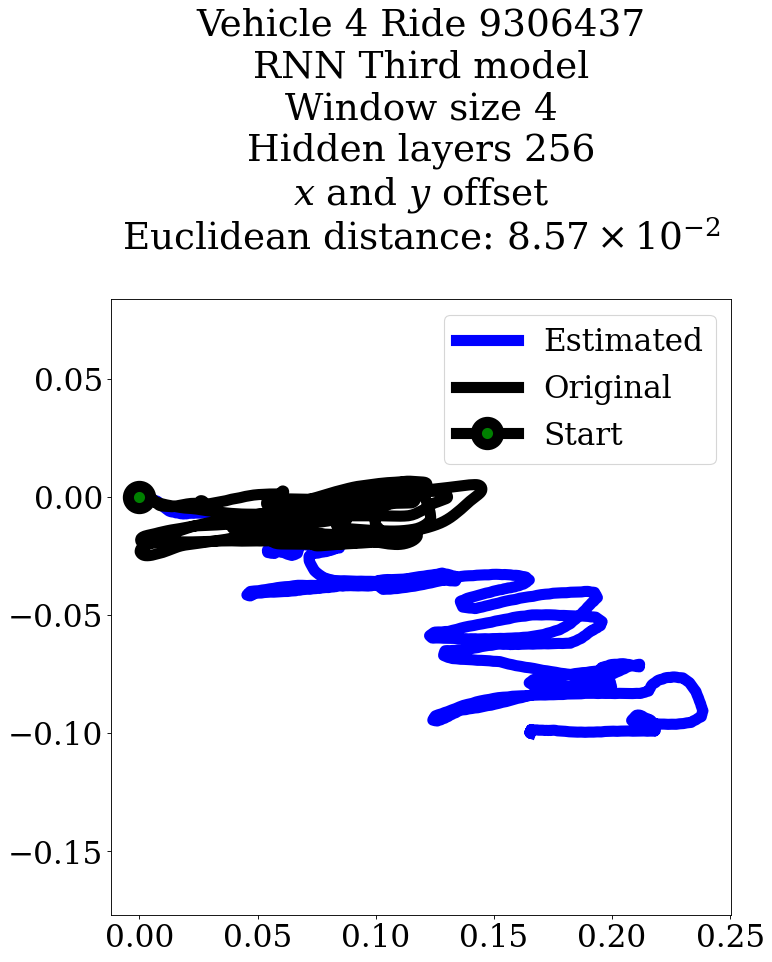 Vehicle 4 Ride 9306437
RNN Third model
Window size 4
Hidden layers 256
x and y offset
Euclidean distance: 8.57 × 10⁻²
Estimated
Original
Start
0.05
0.00
−0.05
−0.10
−0.15
0.00 0.05 0.10 0.15 0.20 0.25